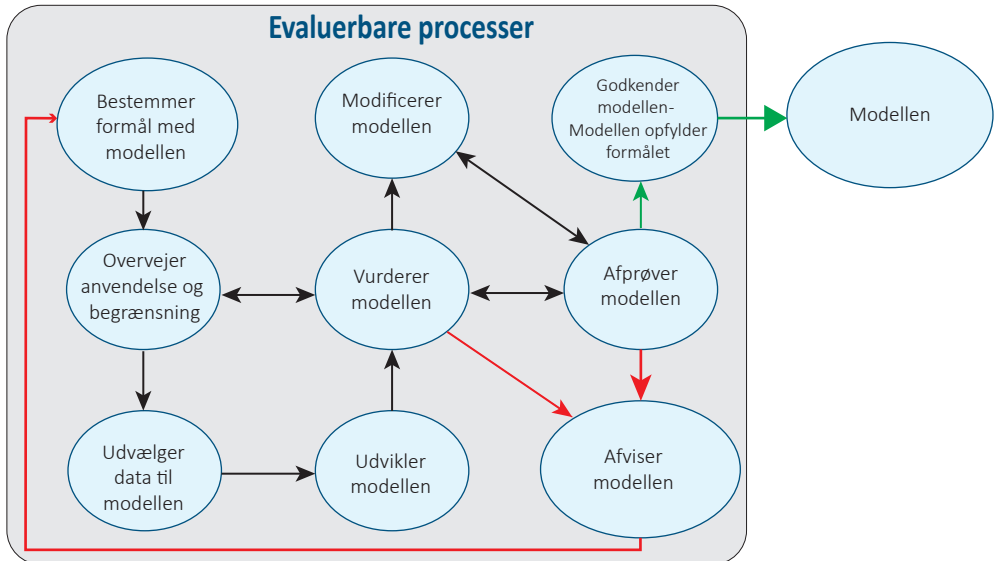 Evaluerbare processer
Bestemmer
formål med
modellen
Modificerer
modellen
Godkender
modellen-
Modellen opfylder
formålet
Modellen
Overvejer
anvendelse og
begrænsning
Vurderer
modellen
Afprøver
modellen
Udvælger
data til
modellen
Udvikler
modellen
Afviser
modellen